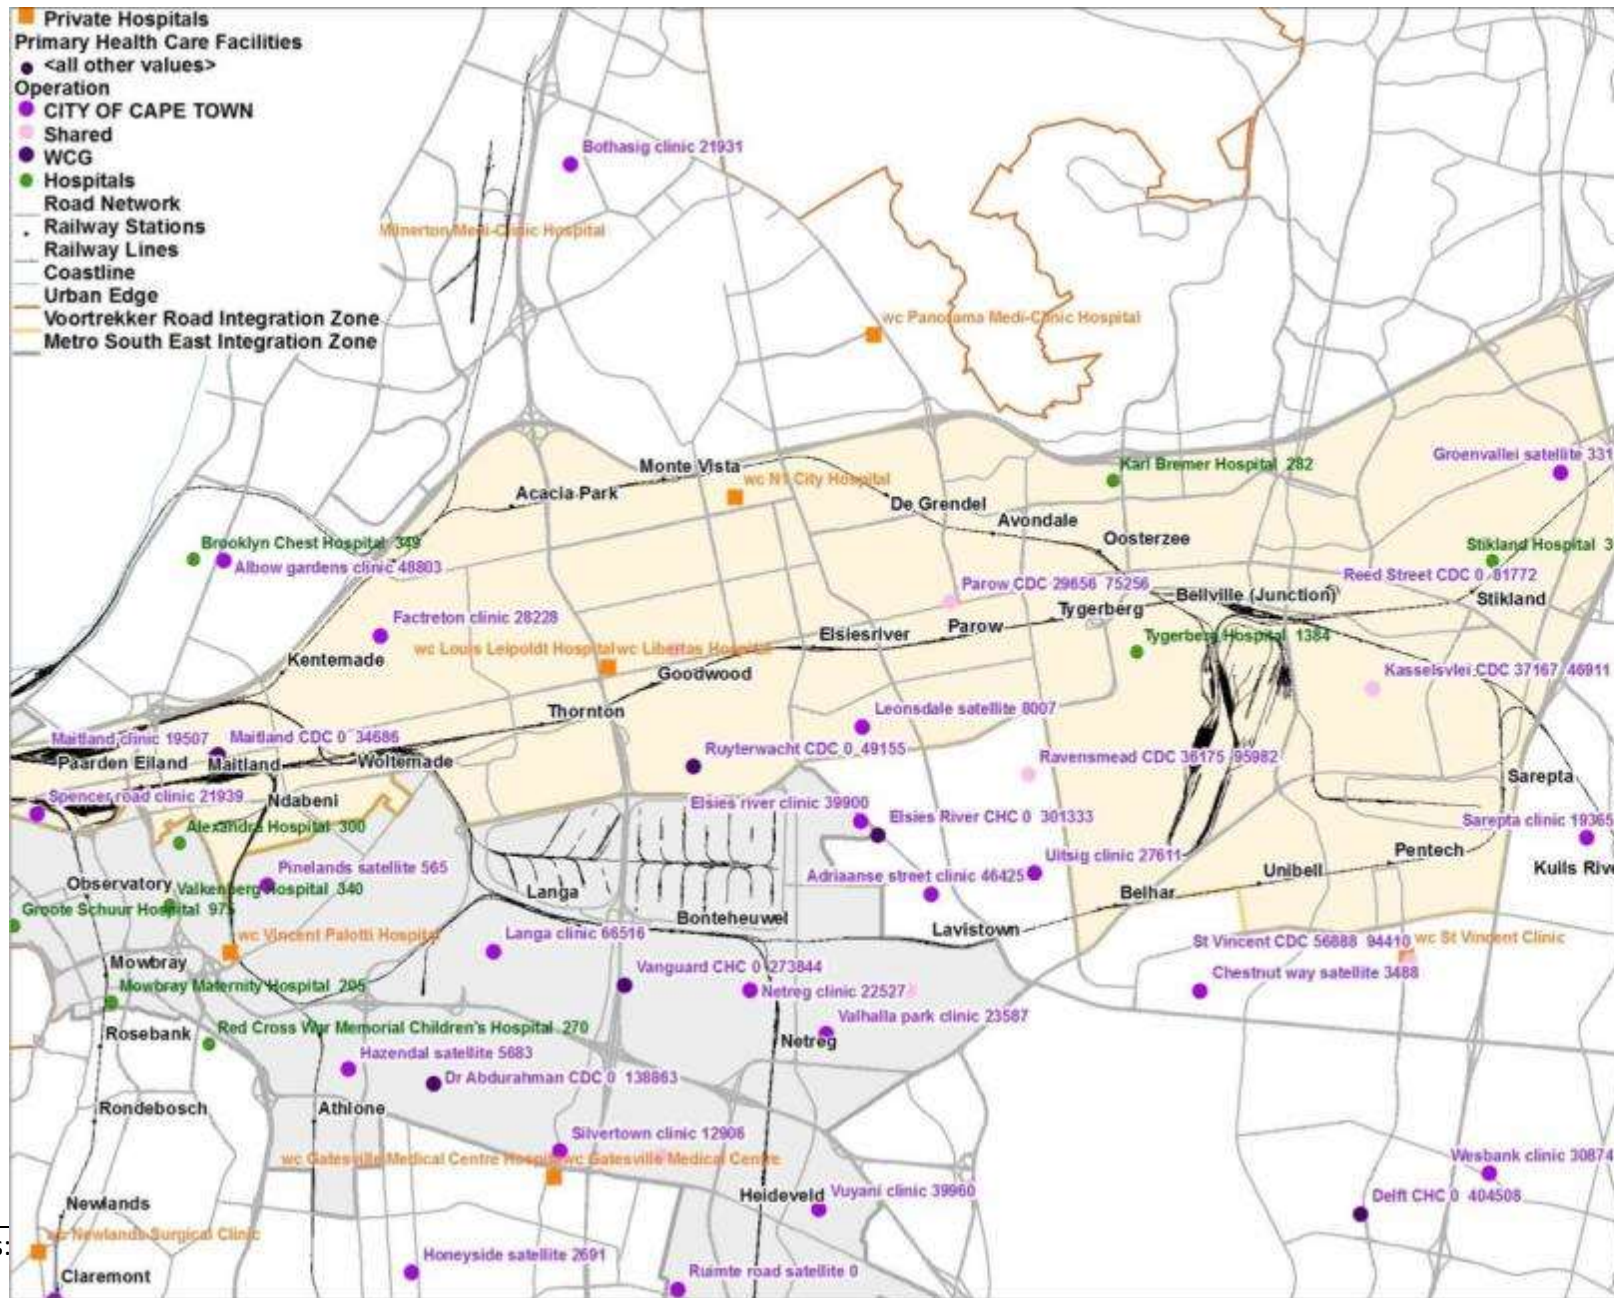 Private Hospitals
Primary Health Care Facilities
<all other values>
Operation
CITY OF CAPE TOWN
Shared
WCG
Hospitals
Road Network
Railway Stations
Railway Lines
Coastline
Urban Edge
Voortrekker Road Integration Zone
Metro South East Integration Zone
Bothasig clinic 21931
Milnerton Medi-Clinic Hospital
wc Panorama Medi-Clinic Hospital
Karl Bremer Hospital 282
Groenvallei satellite 331
Monte Vista
wc N1 City Hospital
Acacia Park
De Grendel
Avondale
Oosterzee
Brooklyn Chest Hospital 349
Albow gardens clinic 48803
Stikland Hospital 3
Reed Street CDC 0 81772
Parow CDC 29656 75256
Bellville (Junction)
Stikland
Factreton clinic 28228
Tygerberg
Parow
Elsiesriver
Tygerberg Hospital 1384
wc Louis Leipoldt Hospital
wc Libertas Hospital
Kentemade
Goodwood
Kasselsvlei CDC 37167 46911
Thornton
Leonsdale satellite 8007
Maitland clinic 19507
Maitland CDC 0 34686
Ruyterwacht CDC 0 49155
Ravensmead CDC 36175 95982
Paarden Eiland
Maitland
Woltemade
Sarepta
Spencer road clinic 21939
Ndabeni
Elsies river clinic 39900
Elsies River CHC 0 301333
Sarepta clinic 19365
Alexandra Hospital 300
Pinelands satellite 565
Uitsig clinic 27611
Pentech
Unibell
Kuils Rive
Observatory
Valkenberg Hospital 340
Langa
Adriaanse street clinic 46425
Belhar
Groote Schuur Hospital 975
Bonteheuwel
Lavistown
wc Vincent Palotti Hospital
Langa clinic 66516
St Vincent CDC 56888 94410
wc St Vincent Clinic
Mowbray
Vanguard CHC 0 273844
Chestnut way satellite 3488
Mowbray Maternity Hospital 205
Netreg clinic 22527
Valhalla park clinic 23587
Rosebank
Red Cross War Memorial Children's Hospital 270
Netreg
Hazendal satellite 5683
Dr Abdurahman CDC 0 138863
Rondebosch
Athlone
Silvertown clinic 12906
wc Gatesville Medical Centre Hospital
wc Gatesville Medical Centre
Wesbank clinic 30874
Newlands
Heideveld
Vuyani clinic 39960
Delft CHC 0 404508
wc Newlands Surgical Clinic
Honeyside satellite 2691
Claremont
Ruimte road satellite 0